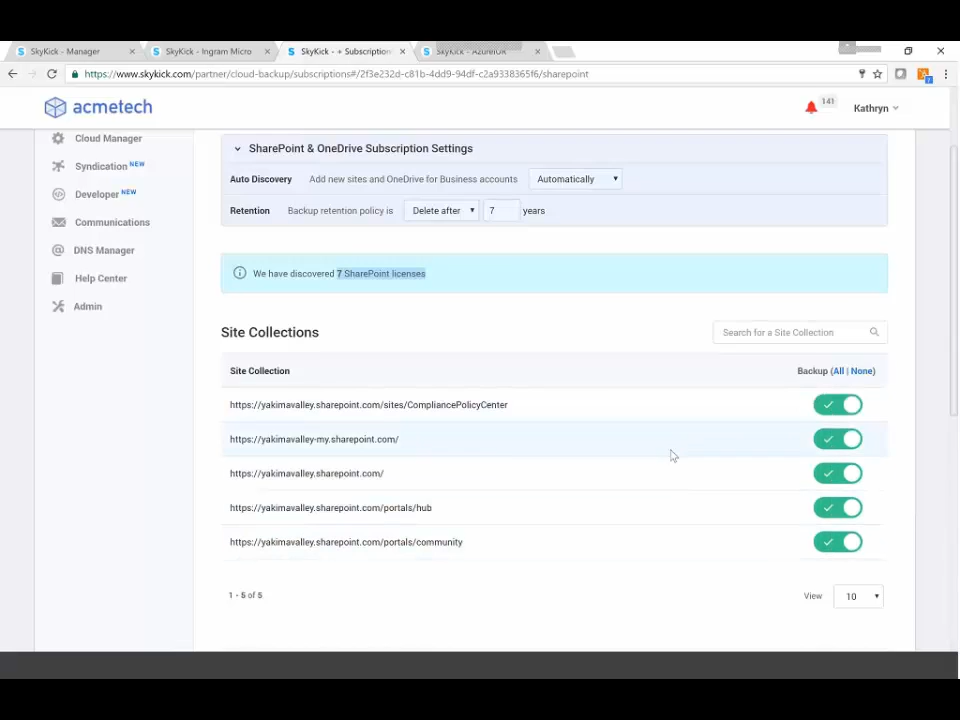 SkyKick - Manager
SkyKick - Ingram Micro
SkyKick - + Subscription
SkyKick - AzureIUR
https://www.skykick.com/partner/cloud-backup/subscriptions#/2f3e232d-c81b-4dd9-94df-c2a9338365f6/sharepoint
acmetech
141
Kathryn
Cloud Manager
Syndication NEW
Developer NEW
Communications
DNS Manager
Help Center
Admin
SharePoint & OneDrive Subscription Settings
Auto Discovery Add new sites and OneDrive for Business accounts Automatically
Retention Backup retention policy is Delete after 7 years
We have discovered 7 SharePoint licenses
Site Collections
Search for a Site Collection
Site Collection Backup (All | None)
https://yakimavalley.sharepoint.com/sites/CompliancePolicyCenter
https://yakimavalley-my.sharepoint.com/
https://yakimavalley.sharepoint.com/
https://yakimavalley.sharepoint.com/portals/hub
https://yakimavalley.sharepoint.com/portals/community
1 - 5 of 5
View 10